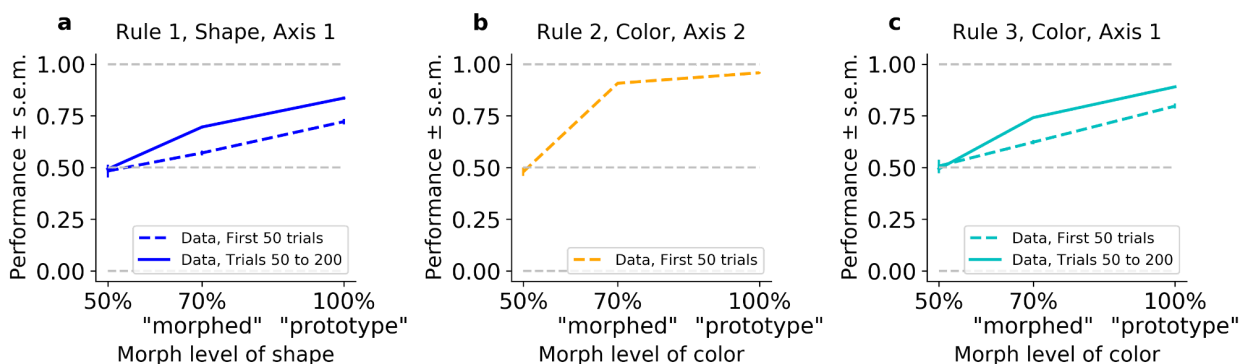 a
Rule 1, Shape, Axis 1
Performance ± s.e.m.
1.00
0.75
0.50
0.25
0.00
Data, First 50 trials
Data, Trials 50 to 200
50% 70% 100%
"morphed" "prototype"
Morph level of shape
b
Rule 2, Color, Axis 2
Performance ± s.e.m.
1.00
0.75
0.50
0.25
0.00
Data, First 50 trials
50% 70% 100%
"morphed" "prototype"
Morph level of color
c
Rule 3, Color, Axis 1
Performance ± s.e.m.
1.00
0.75
0.50
0.25
0.00
Data, First 50 trials
Data, Trials 50 to 200
50% 70% 100%
"morphed" "prototype"
Morph level of color